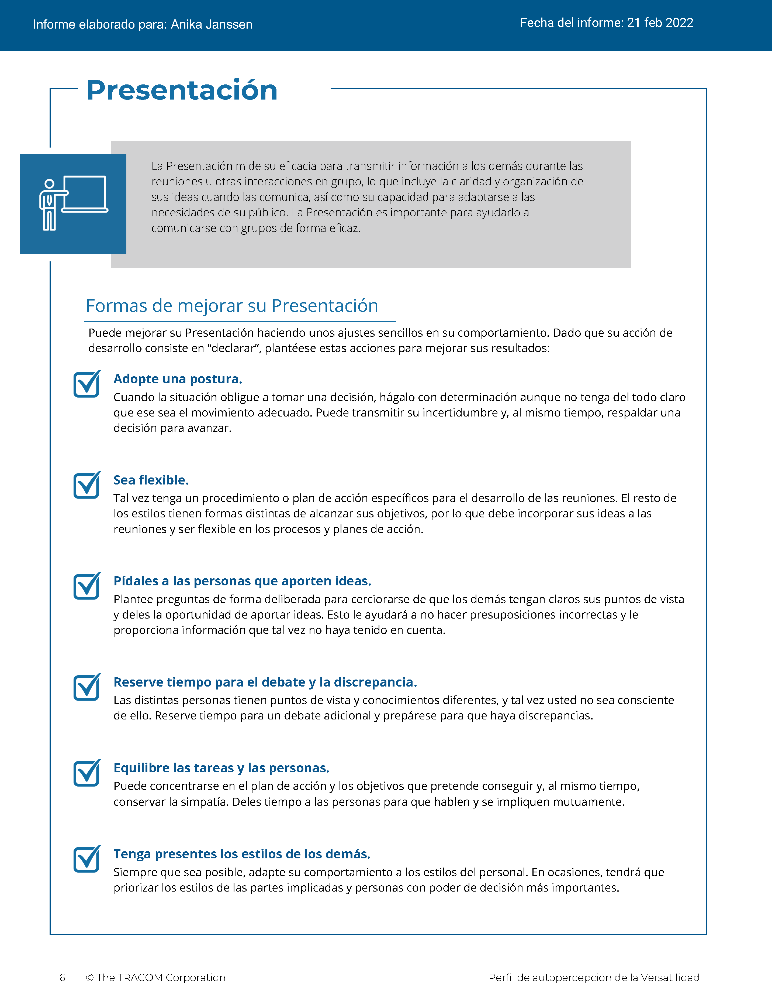 Informe elaborado para: Anika Janssen
Fecha del informe: 21 feb 2022
Presentación
La Presentación mide su eficacia para transmitir información a los demás durante las
reuniones u otras interacciones en grupo, lo que incluye la claridad y organización de
sus ideas cuando las comunica, así como su capacidad para adaptarse a las
necesidades de su público. La Presentación es importante para ayudarlo a
comunicarse con grupos de forma eficaz.
Formas de mejorar su Presentación
Puede mejorar su Presentación haciendo unos ajustes sencillos en su comportamiento. Dado que su acción de
desarrollo consiste en “declarar”, plantéese estas acciones para mejorar sus resultados:
Adopte una postura.
Cuando la situación obligue a tomar una decisión, hágalo con determinación aunque no tenga del todo claro
que ese sea el movimiento adecuado. Puede transmitir su incertidumbre y, al mismo tiempo, respaldar una
decisión para avanzar.
Sea flexible.
Tal vez tenga un procedimiento o plan de acción específicos para el desarrollo de las reuniones. El resto de
los estilos tienen formas distintas de alcanzar sus objetivos, por lo que debe incorporar sus ideas a las
reuniones y ser flexible en los procesos y planes de acción.
Pídales a las personas que aporten ideas.
Plantee preguntas de forma deliberada para cerciorarse de que los demás tengan claros sus puntos de vista
y deles la oportunidad de aportar ideas. Esto le ayudará a no hacer presuposiciones incorrectas y le
proporciona información que tal vez no haya tenido en cuenta.
Reserve tiempo para el debate y la discrepancia.
Las distintas personas tienen puntos de vista y conocimientos diferentes, y tal vez usted no sea consciente
de ello. Reserve tiempo para un debate adicional y prepárese para que haya discrepancias.
Equilibre las tareas y las personas.
Puede concentrarse en el plan de acción y los objetivos que pretende conseguir y, al mismo tiempo,
conservar la simpatía. Deles tiempo a las personas para que hablen y se impliquen mutuamente.
Tenga presentes los estilos de los demás.
Siempre que sea posible, adapte su comportamiento a los estilos del personal. En ocasiones, tendrá que
priorizar los estilos de las partes implicadas y personas con poder de decisión más importantes.
6 © The TRACOM Corporation
Perfil de autopercepción de la Versatilidad